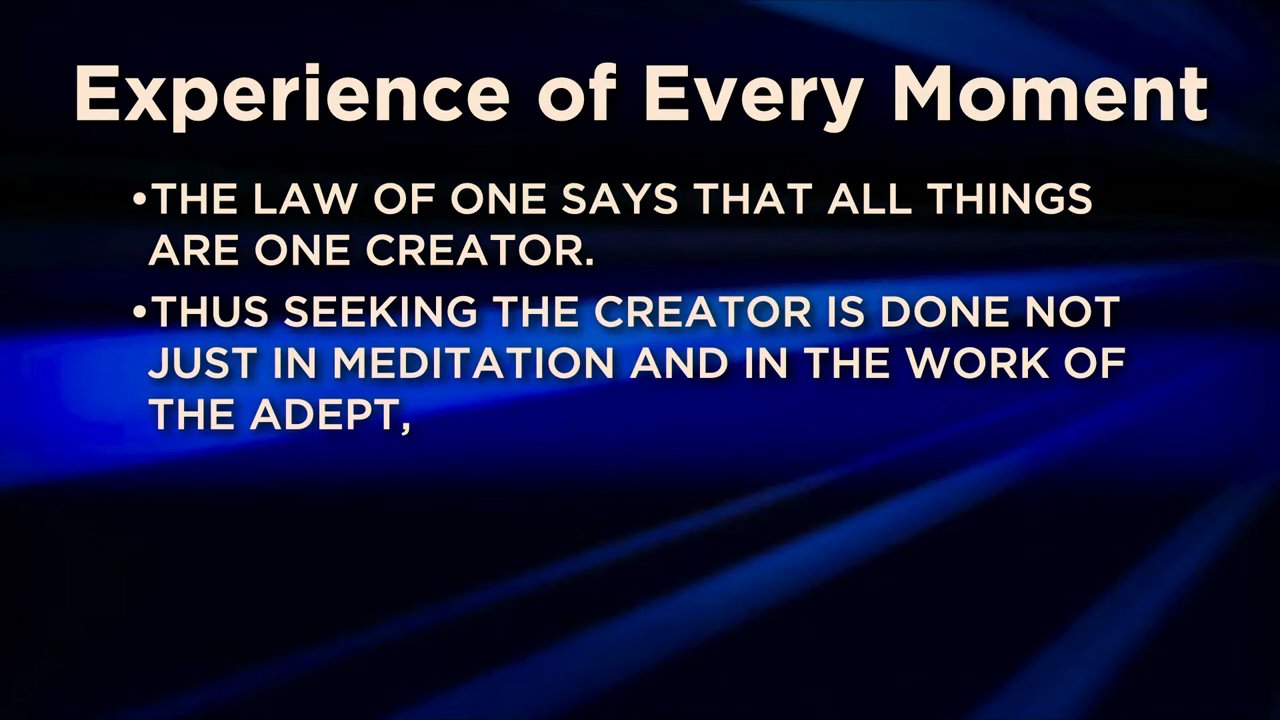 Experience of Every Moment
•THE LAW OF ONE SAYS THAT ALL THINGS
ARE ONE CREATOR.
•THUS SEEKING THE CREATOR IS DONE NOT
JUST IN MEDITATION AND IN THE WORK OF
THE ADEPT,